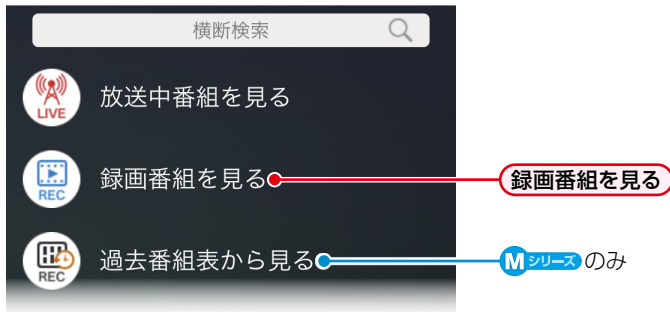 横断検索
LIVE
放送中番組を見る
REC
録画番組を見る
録画番組を見る
REC
過去番組表から見る
Mシリーズ のみ